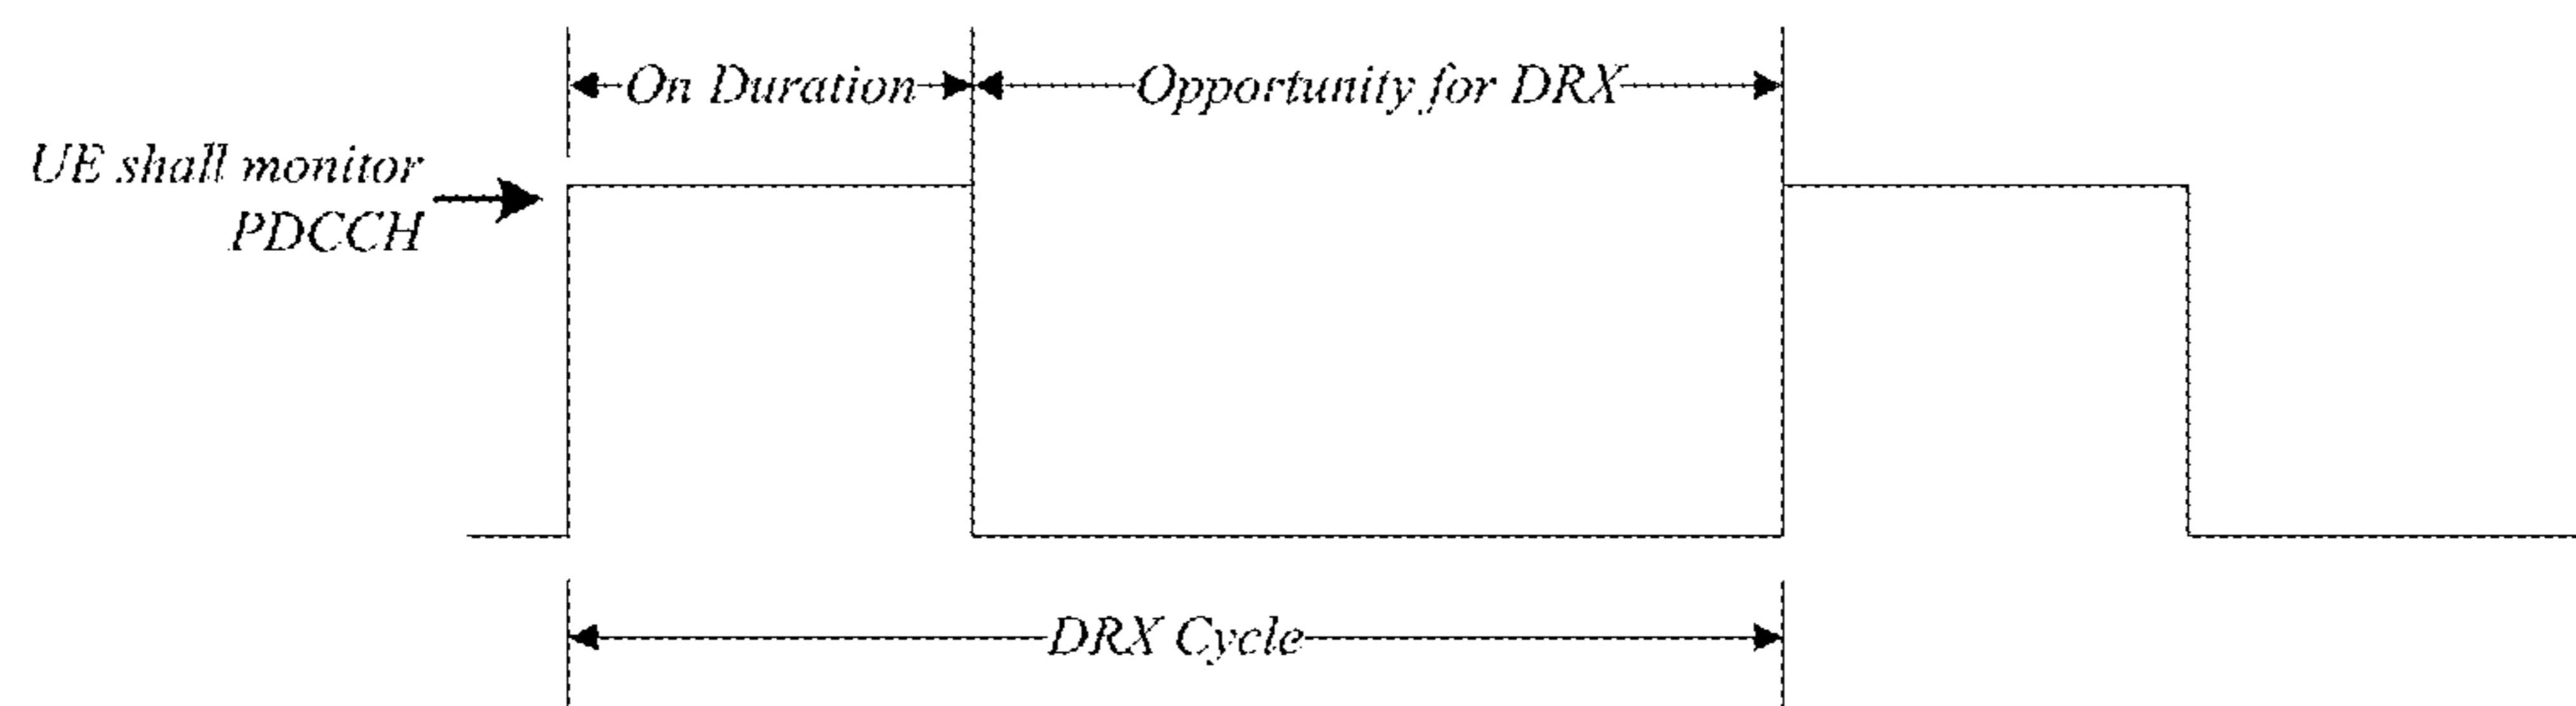 On Duration
Opportunity for DRX
UE shall monitor
PDCCH
DRX Cycle